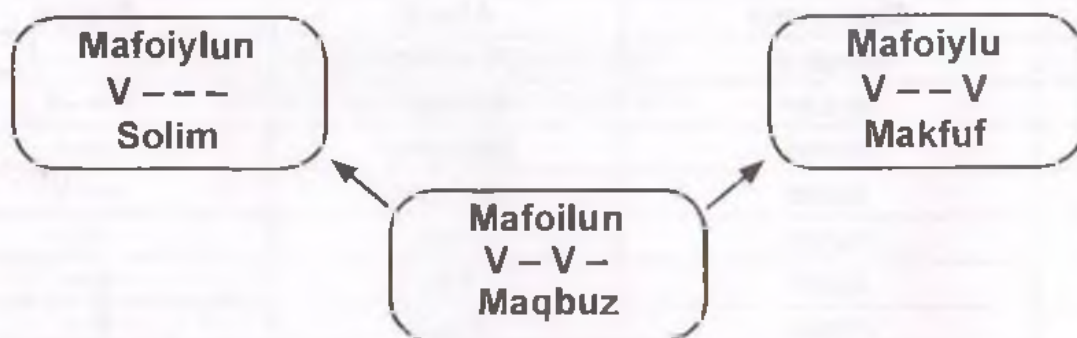 Mafoiylun
V – – –
Solim
Mafoiylu
V – – V
Makfuf
Mafoilun
V – V –
Maqbuz